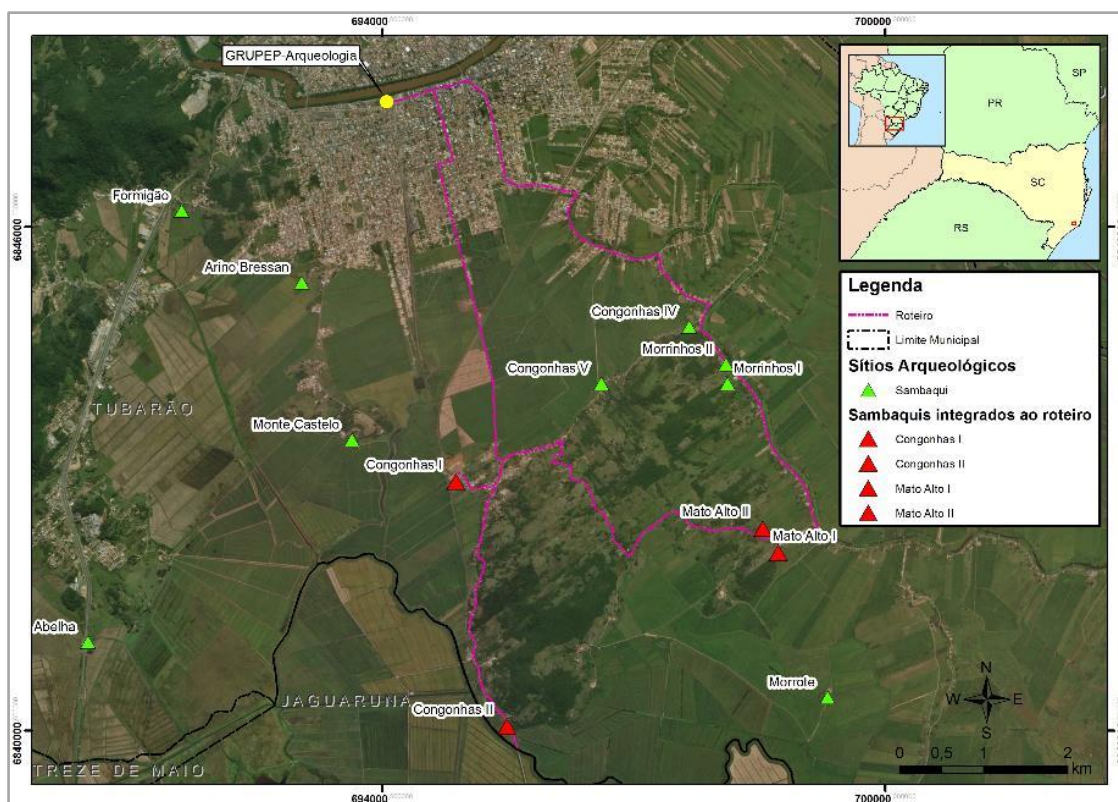 694000
700000
GRUPEP-Arqueologia
SP
PR
SC
RS
Formigão
6846000
Arino Bressan
Legenda
Roteiro
Limite Municipal
Sítios Arqueológicos
Sambaqui
Sambaquis integrados ao roteiro
Congonhas I
Congonhas II
Mato Alto I
Mato Alto II
Congonhas IV
Morrinhos II
Congonhas V
Morrinhos I
TUBARÃO
Monte Castelo
Congonhas I
Mato Alto II
Mato Alto I
Abelha
Morrote
JAGUARUNA
Congonhas II
N
W
E
S
6840000
TREZE DE MAIO
0 0,5 1 2
km
694000
700000